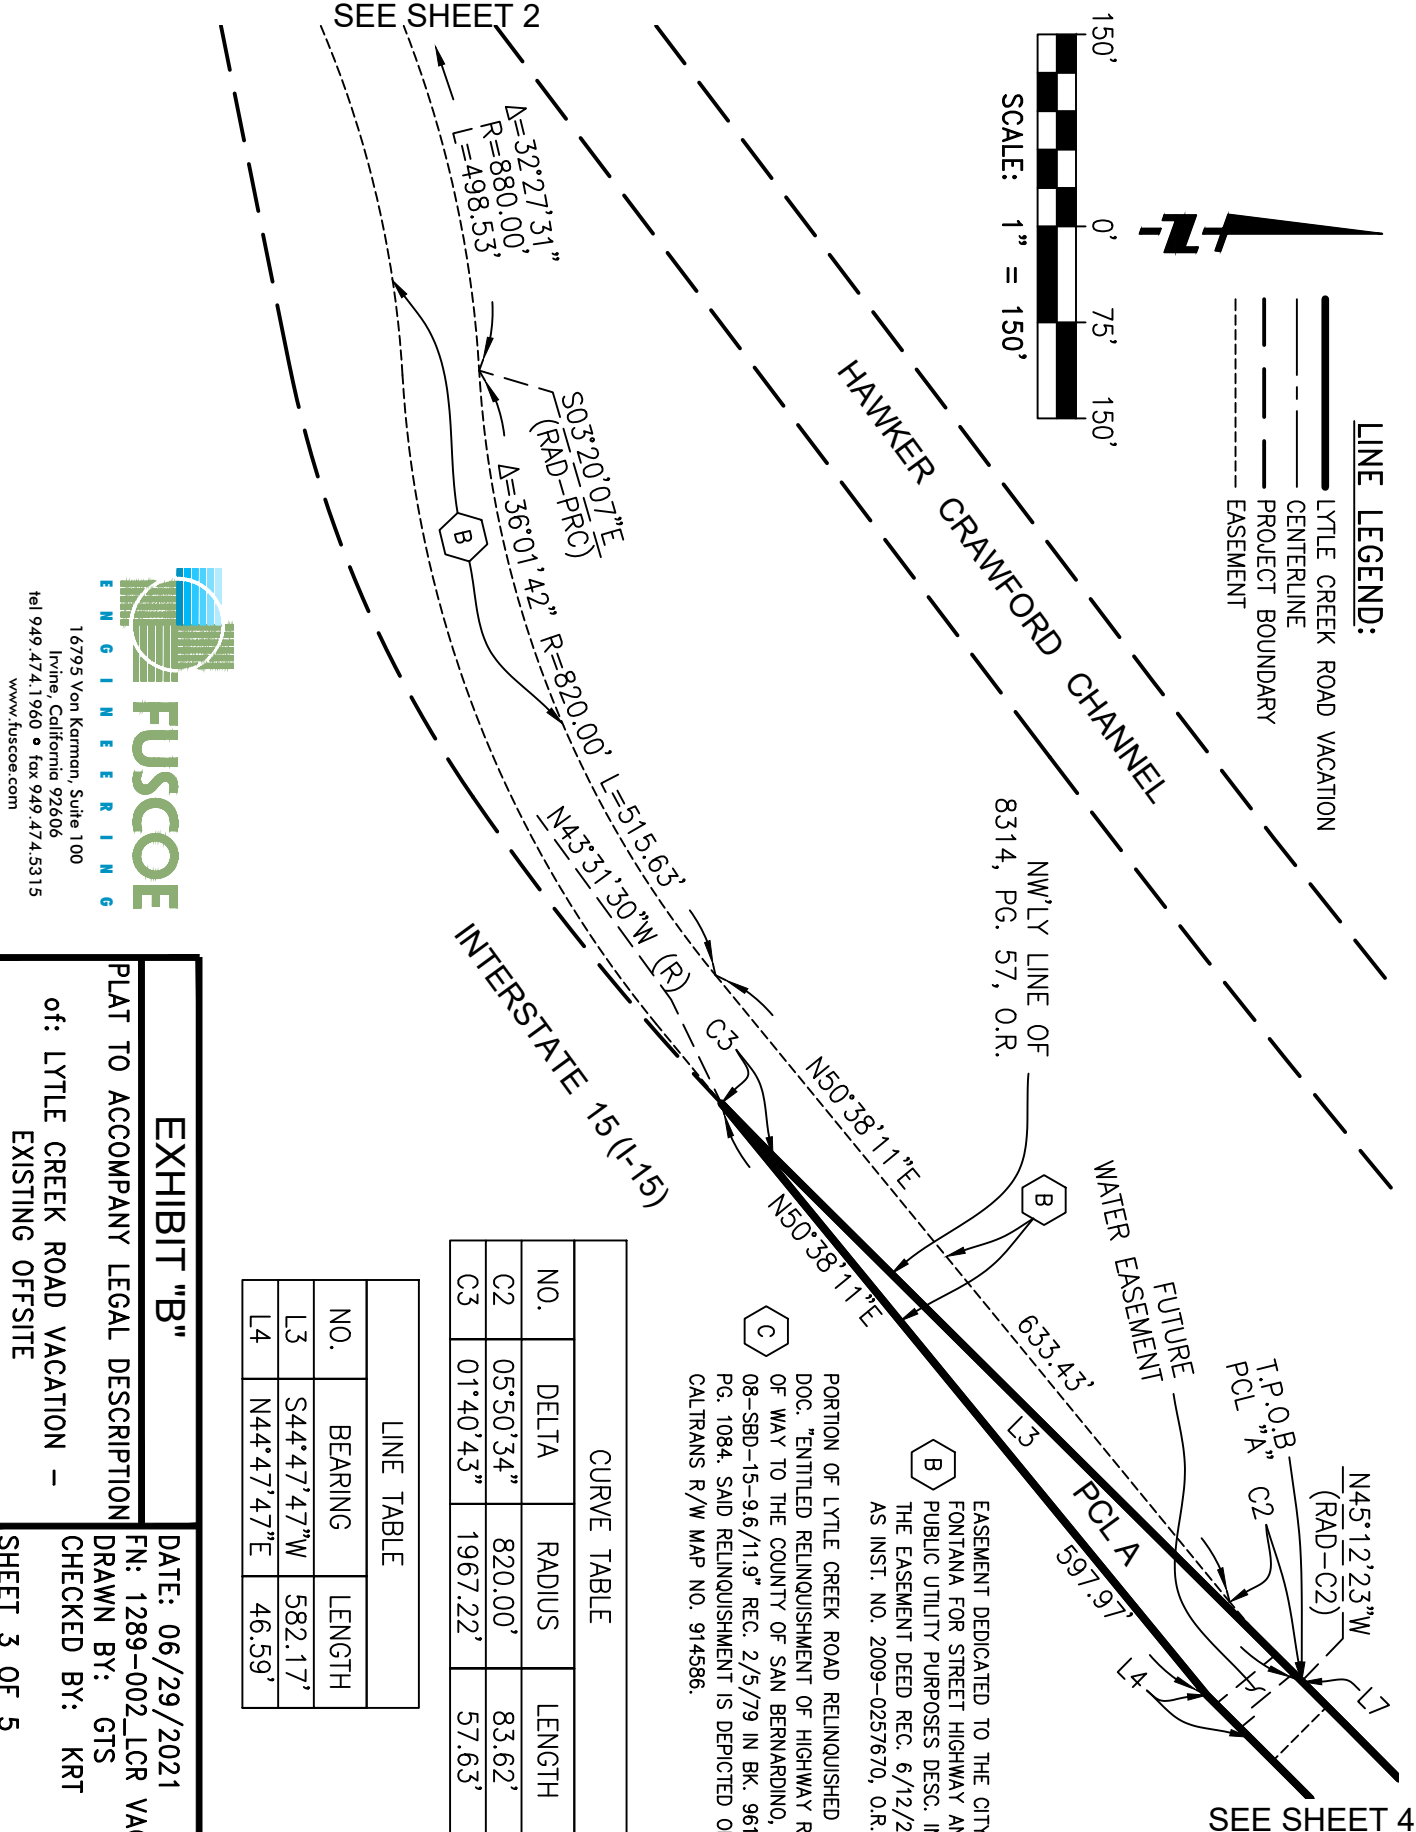 SEE SHEET 2
LINE LEGEND:
LYTLE CREEK ROAD VACATION
CENTERLINE
PROJECT BOUNDARY
EASEMENT
N
150' 0' 75' 150'
SCALE: 1" = 150'
HAWKER CRAWFORD CHANNEL
Δ=32°27'31"
R=880.00'
L=498.53'
S03°20'07"E
(RAD-PRC)
Δ=36°01'42" R=820.00' L=515.63'
B
N43°31'30"W (R)
INTERSTATE 15 (I-15)
NW'LY LINE OF
8314, PG. 57, O.R.
C3
N50°38'11"E
633.43'
B
N50°38'11"E
597.97'
L3
PCL A
WATER EASEMENT
FUTURE
T.P.O.B
PCL "A"
C2
N45°12'23"W
(RAD-C2)
L7
L4
SEE SHEET 4
B
EASEMENT DEDICATED TO THE CITY
FONTANA FOR STREET HIGHWAY AN
PUBLIC UTILITY PURPOSES DESC. I
THE EASEMENT DEED REC. 6/12/2
AS INST. NO. 2009-0257670, O.R.
C
PORTION OF LYTLE CREEK ROAD RELINQUISHED
DOC. "ENTITLED RELINQUISHMENT OF HIGHWAY R
OF WAY TO THE COUNTY OF SAN BERNARDINO,
08-SBD-15-9.6/11.9" REC. 2/5/79 IN BK. 961
PG. 1084. SAID RELINQUISHMENT IS DEPICTED O
CALTRANS R/W MAP NO. 914586.
CURVE TABLE
NO. DELTA RADIUS LENGTH
C2 05°50'34" 820.00' 83.62'
C3 01°40'43" 1967.22' 57.63'
LINE TABLE
NO. BEARING LENGTH
L3 S44°47'47"W 582.17'
L4 N44°47'47"E 46.59'
FUSCOE
ENGINEERING
16795 Von Karman, Suite 100
Irvine, California 92606
tel 949.474.1960 ° fax 949.474.5315
www.fuscoe.com
EXHIBIT "B"
PLAT TO ACCOMPANY LEGAL DESCRIPTION
of: LYTLE CREEK ROAD VACATION -
EXISTING OFFSITE
DATE: 06/29/2021
FN: 1289-002_LCR VAC
DRAWN BY: GTS
CHECKED BY: KRT
SHEET 3 OF 5